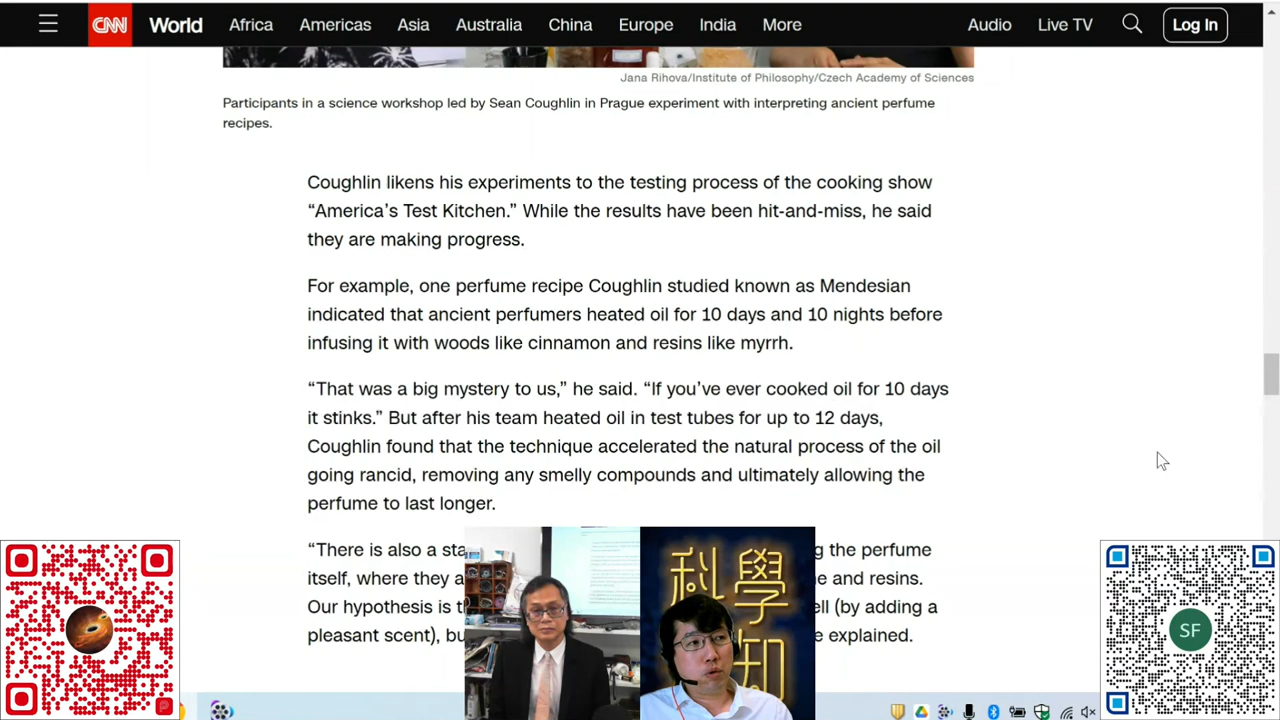 CNN World Africa Americas Asia Australia China Europe India More Audio Live TV Log In
Jana Rihova/Institute of Philosophy/Czech Academy of Sciences
Participants in a science workshop led by Sean Coughlin in Prague experiment with interpreting ancient perfume
recipes.
Coughlin likens his experiments to the testing process of the cooking show
“America’s Test Kitchen.” While the results have been hit-and-miss, he said
they are making progress.
For example, one perfume recipe Coughlin studied known as Mendesian
indicated that ancient perfumers heated oil for 10 days and 10 nights before
infusing it with woods like cinnamon and resins like myrrh.
“That was a big mystery to us,” he said. “If you’ve ever cooked oil for 10 days
it stinks.” But after his team heated oil in test tubes for up to 12 days,
Coughlin found that the technique accelerated the natural process of the oil
going rancid, removing any smelly compounds and ultimately allowing the
perfume to last longer.
“There is also a sta g the perfume
itself, where they a e and resins.
Our hypothesis is t ell (by adding a
pleasant scent), bu e explained.
科學
知
SF